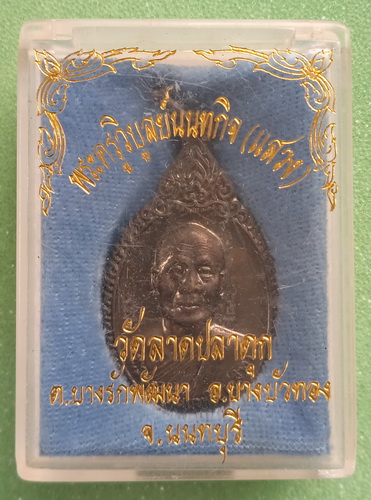 พระครูวิบูลย์นนทกิจ (แสวง)
วัดลาดปลาดุก
ต.บางรักพัฒนา อ.บางบัวทอง
จ.นนทบุรี